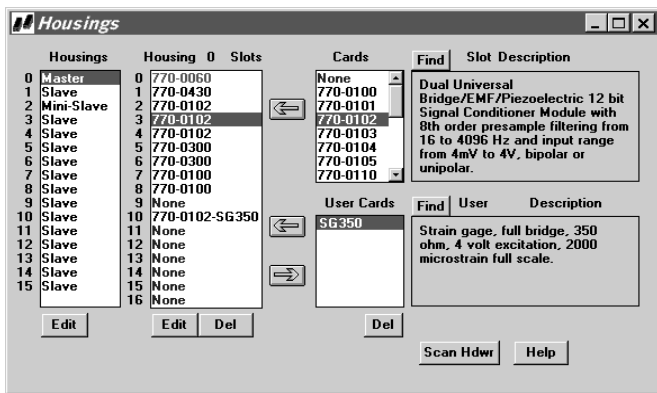 Housings
Housings
0 Master
1 Slave
2 Mini-Slave
3 Slave
4 Slave
5 Slave
6 Slave
7 Slave
8 Slave
9 Slave
10 Slave
11 Slave
12 Slave
13 Slave
14 Slave
15 Slave
Edit
Housing 0 Slots
0 770-0060
1 770-0430
2 770-0102
3 770-0102
4 770-0102
5 770-0300
6 770-0300
7 770-0100
8 770-0100
9 None
10 770-0102-SG350
11 None
12 None
13 None
14 None
15 None
16 None
Edit Del
Cards
None
770-0100
770-0101
770-0102
770-0103
770-0104
770-0105
770-0110
User Cards
SG350
Del
Find Slot Description
Dual Universal
Bridge/EMF/Piezoelectric 12 bit
Signal Conditioner Module with
8th order presample filtering from
16 to 4096 Hz and input range
from 4mV to 4V, bipolar or
unipolar.
Find User Description
Strain gage, full bridge, 350
ohm, 4 volt excitation, 2000
microstrain full scale.
Scan Hdwr Help